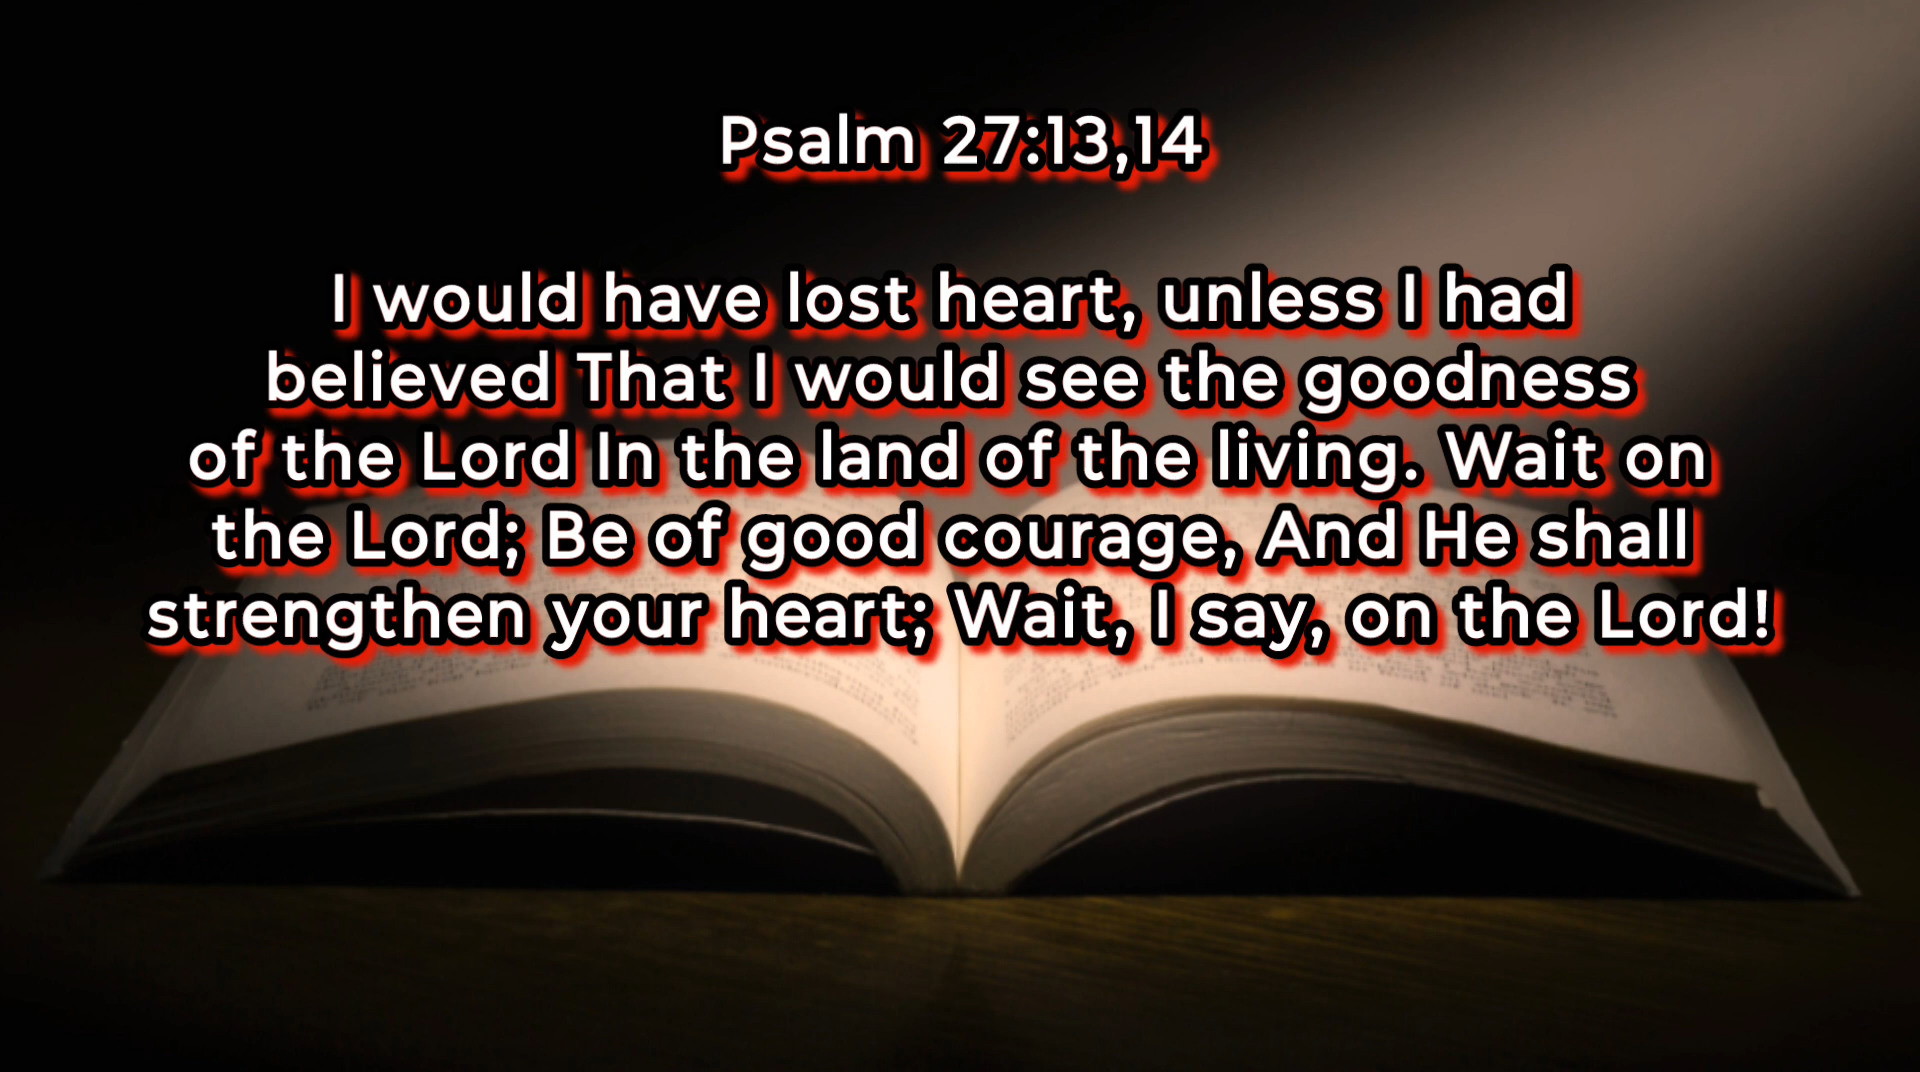 Psalm 27:13,14
I would have lost heart, unless I had
believed That I would see the goodness
of the Lord In the land of the living. Wait on
the Lord; Be of good courage, And He shall
strengthen your heart; Wait, I say, on the Lord!